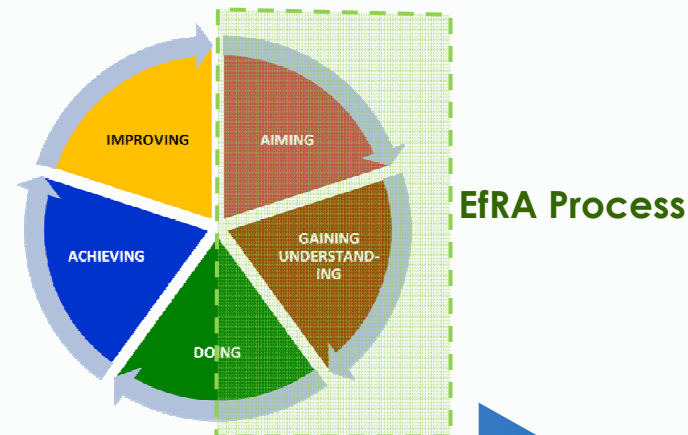 IMPROVING
AIMING
EfRA Process
GAINING
UNDERSTAND-
ING
ACHIEVING
DOING